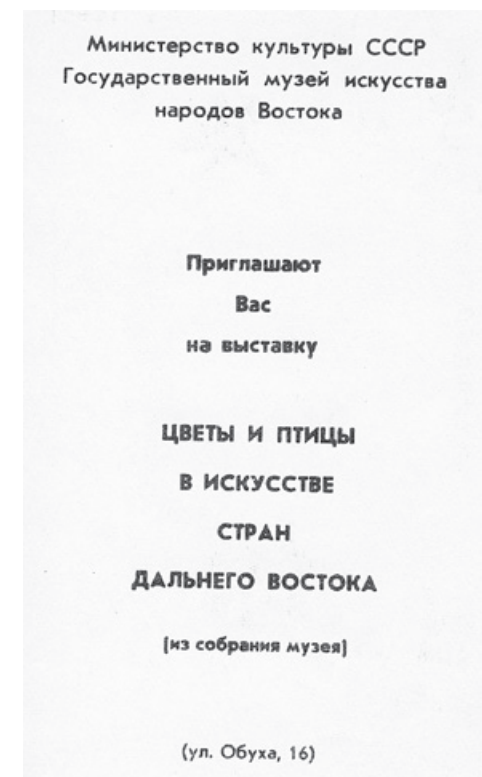 Министерство культуры СССР
Государственный музей искусства
народов Востока
Приглашают
Вас
на выставку
ЦВЕТЫ И ПТИЦЫ
В ИСКУССТВЕ
СТРАН
ДАЛЬНЕГО ВОСТОКА
(из собрания музея)
(ул. Обуха, 16)